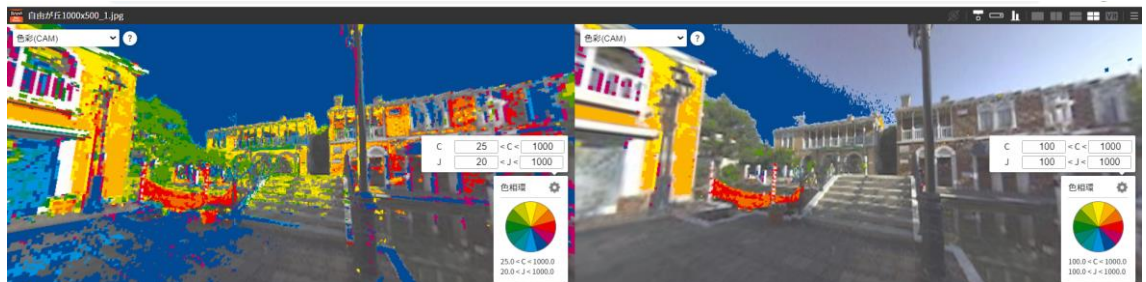 自由が丘1000x500_1.jpg
VR
色彩(CAM)
?
C 25 < C < 1000
J 20 < J < 1000
色相環
25.0 < C < 1000.0
20.0 < J < 1000.0
色彩(CAM)
?
C 100 < C < 1000
J 100 < J < 1000
色相環
100.0 < C < 1000.0
100.0 < J < 1000.0